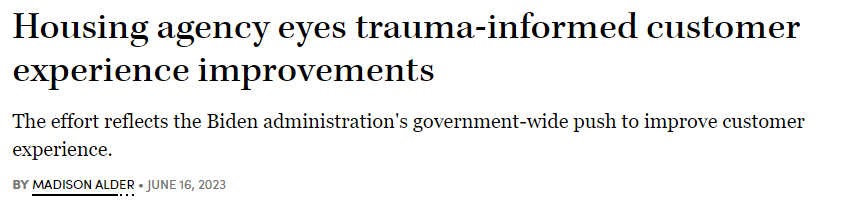 Housing agency eyes trauma-informed customer
experience improvements
The effort reflects the Biden administration's government-wide push to improve customer
experience.
BY MADISON ALDER • JUNE 16, 2023